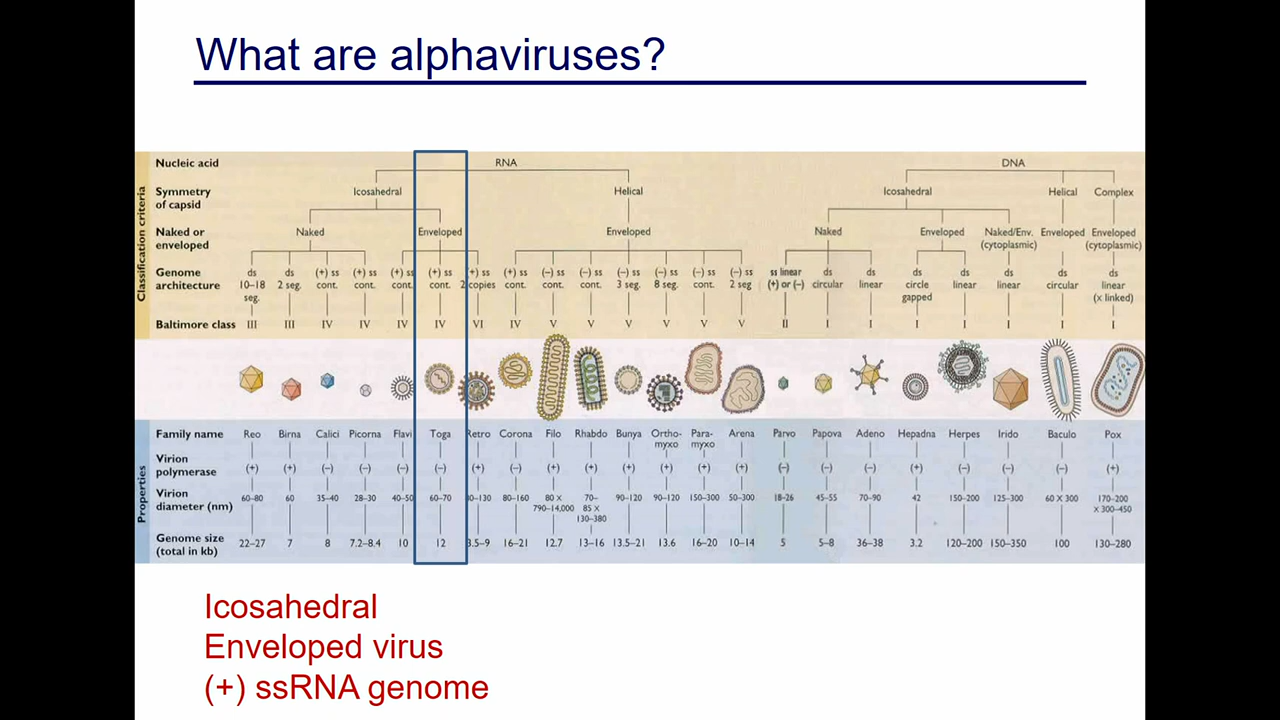 What are alphaviruses?
Nucleic acid RNA DNA
Symmetry of capsid Icosahedral Helical Icosahedral Helical Complex
Naked or enveloped Naked Enveloped Enveloped Naked Enveloped Naked/Env. (cytoplasmic) Enveloped Enveloped (cytoplasmic)
Genome architecture ds 10–18 seg. ds 2 seg. (+) ss cont. (+) ss cont. (+) ss cont. (+) ss cont. (+) ss 2 copies (+) ss cont. (–) ss cont. (–) ss cont. (–) ss 3 seg. (–) ss 8 seg. (–) ss cont. (–) ss 2 seg ss linear (+) or (–) ds circular ds linear ds circle gapped ds linear ds linear ds circular ds linear (x linked)
Baltimore class III III IV IV IV IV VI IV V V V V V V II I I I I I I I
Classification criteria
Family name Reo Birna Calici Picorna Flavi Toga Retro Corona Filo Rhabdo Bunya Ortho-myxo Para-myxo Arena Parvo Papova Adeno Hepadna Herpes Irido Baculo Pox
Virion polymerase (+) (+) (–) (–) (–) (–) (+) (–) (+) (+) (+) (+) (+) (+) (–) (–) (–) (+) (–) (–) (–) (+)
Virion diameter (nm) 60–80 60 35–40 28–30 40–50 60–70 80–160 80 X 790–14,000 70–85 X 130–380 90–120 90–120 150–300 50–300 18–26 45–55 70–90 42 150–200 125–300 60 X 300 170–200 X 300–450
Genome size (total in kb) 22–27 7 8 7.2–8.4 10 12 3.5–9 16–21 12.7 13–16 13.5–21 13.6 16–20 10–14 5 5–8 36–38 3.2 120–200 150–350 100 130–280
Properties
Icosahedral
Enveloped virus
(+) ssRNA genome